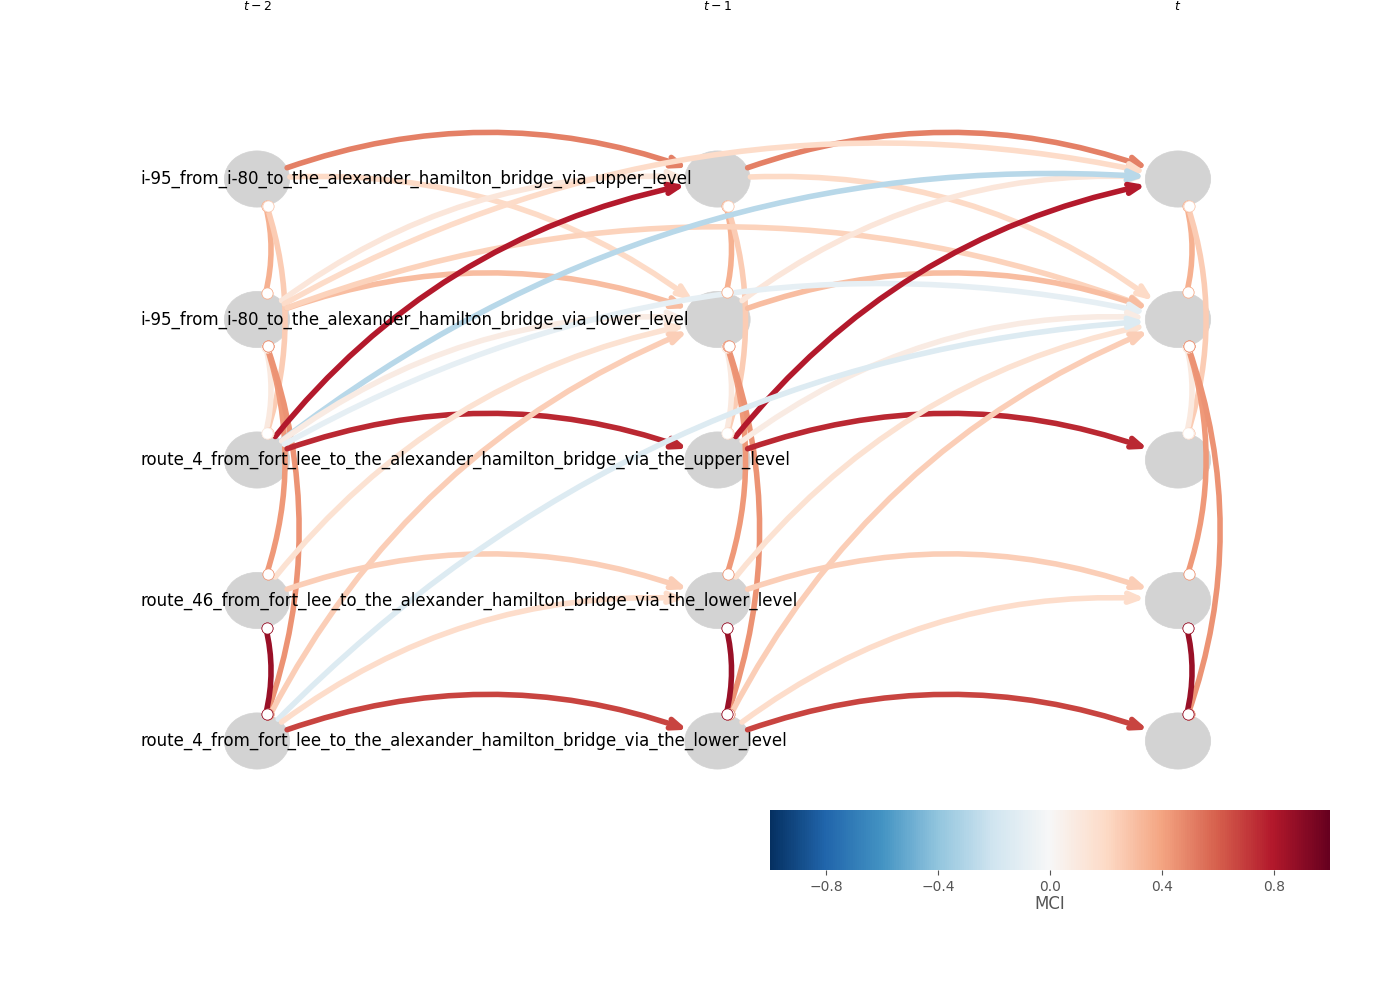 t − 2 t − 1 t
i-95_from_i-80_to_the_alexander_hamilton_bridge_via_upper_level
i-95_from_i-80_to_the_alexander_hamilton_bridge_via_lower_level
route_4_from_fort_lee_to_the_alexander_hamilton_bridge_via_the_upper_level
route_46_from_fort_lee_to_the_alexander_hamilton_bridge_via_the_lower_level
route_4_from_fort_lee_to_the_alexander_hamilton_bridge_via_the_lower_level
−0.8 −0.4 0.0 0.4 0.8
MCI